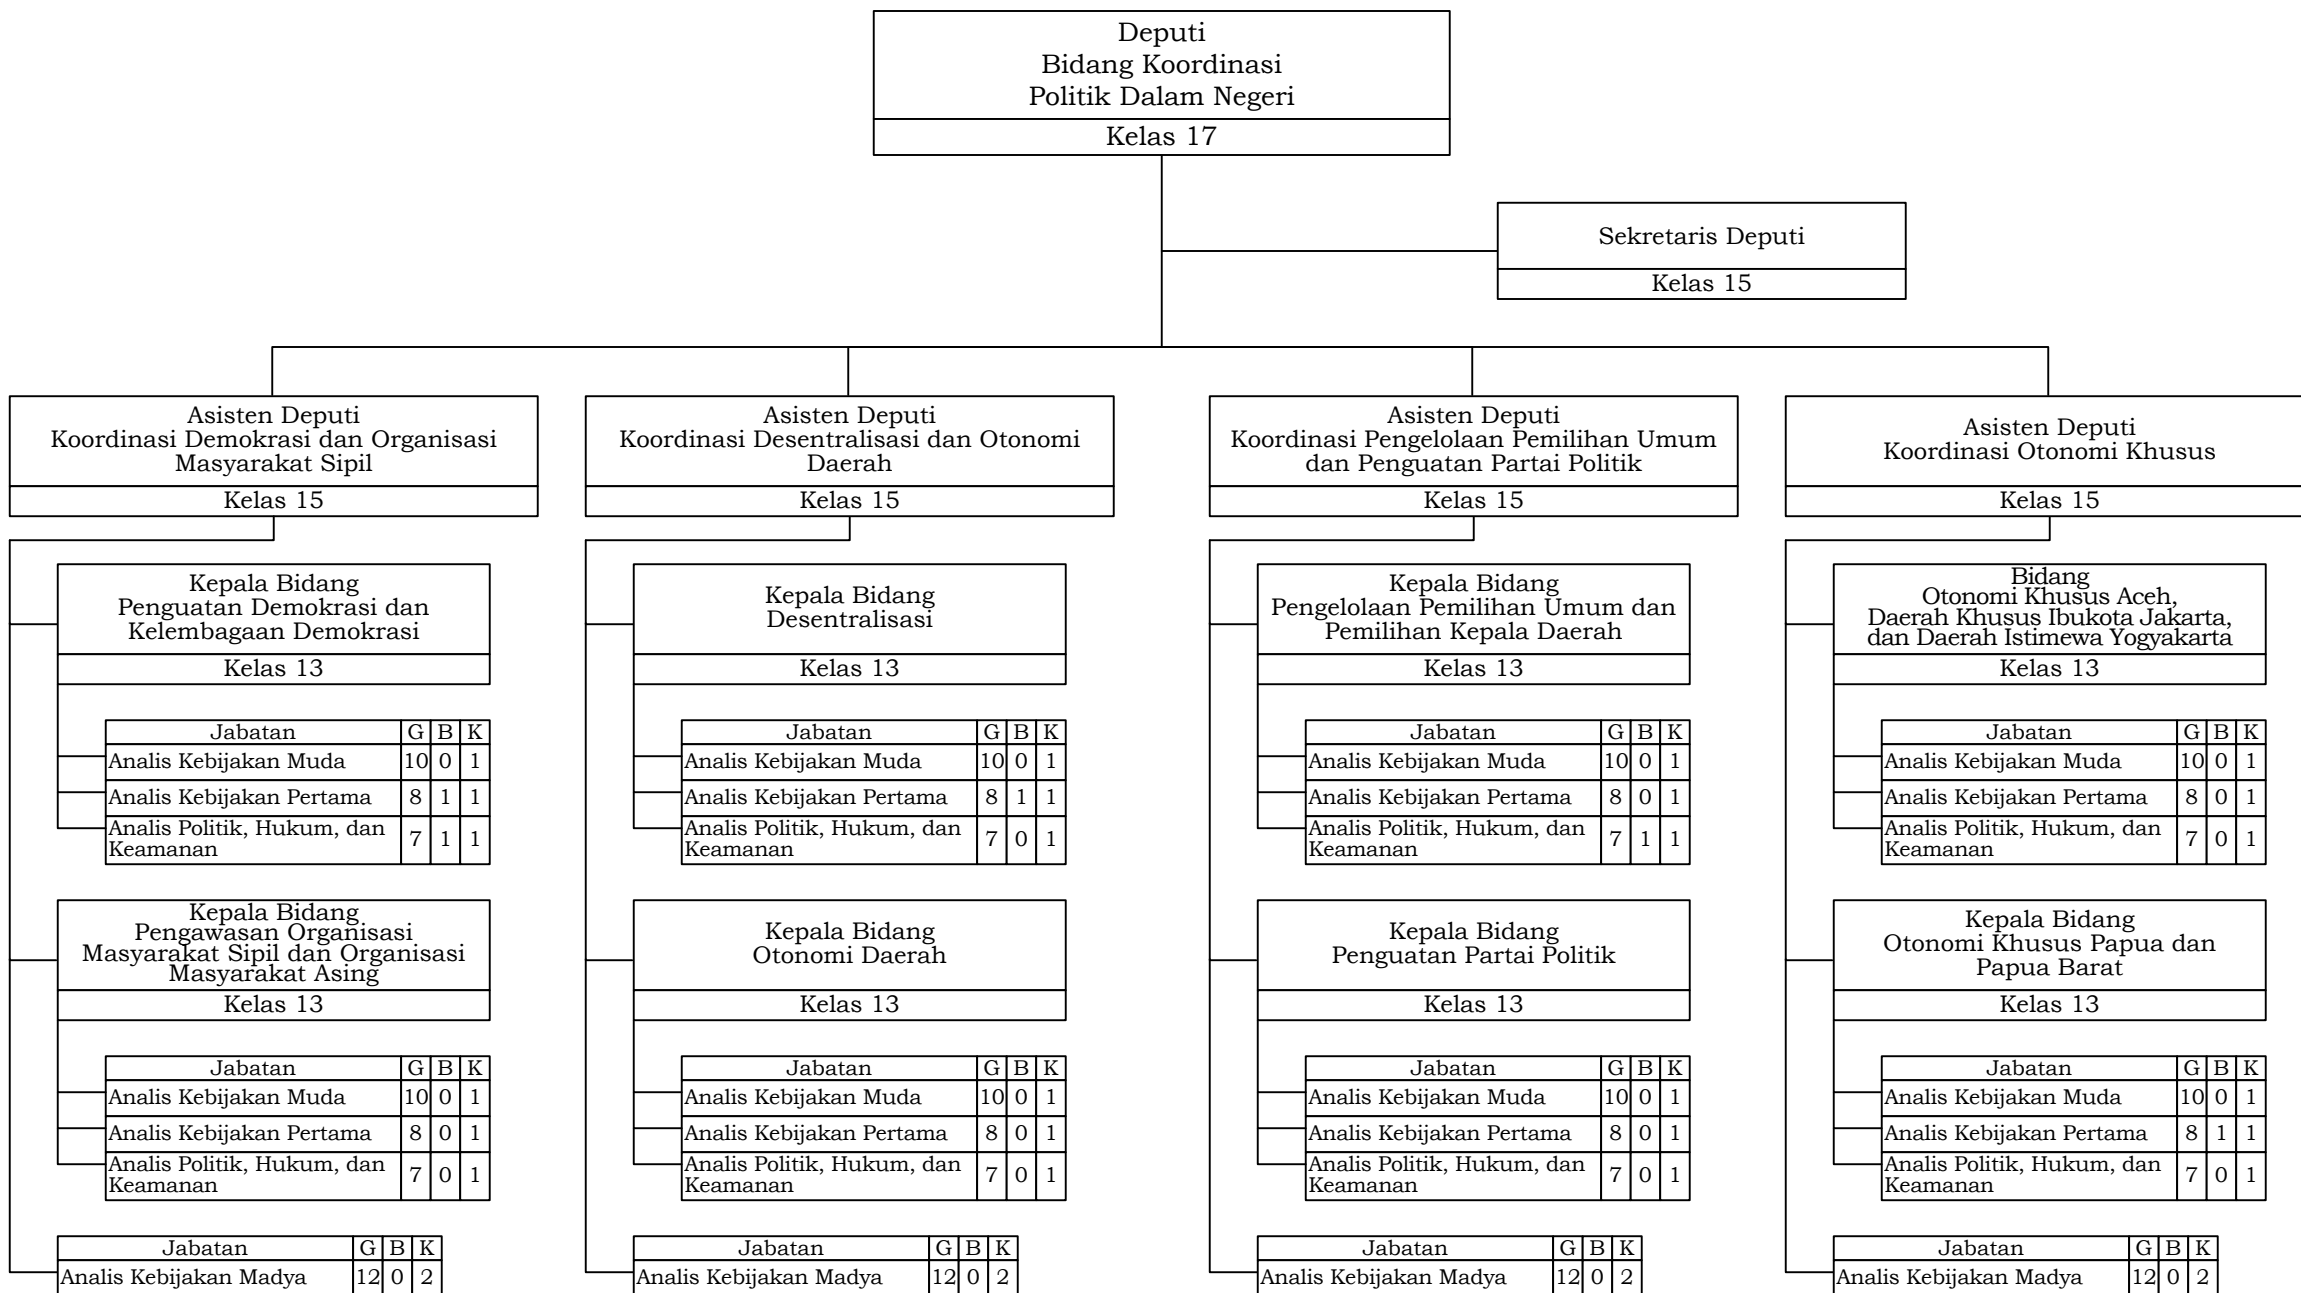 Deputi
Bidang Koordinasi
Politik Dalam Negeri
Kelas 17
Sekretaris Deputi
Kelas 15
Asisten Deputi
Koordinasi Demokrasi dan Organisasi
Masyarakat Sipil
Kelas 15
Kepala Bidang
Penguatan Demokrasi dan
Kelembagaan Demokrasi
Kelas 13
Jabatan G B K
Analis Kebijakan Muda 10 0 1
Analis Kebijakan Pertama 8 1 1
Analis Politik, Hukum, dan
Keamanan 7 1 1
Kepala Bidang
Pengawasan Organisasi
Masyarakat Sipil dan Organisasi
Masyarakat Asing
Kelas 13
Jabatan G B K
Analis Kebijakan Muda 10 0 1
Analis Kebijakan Pertama 8 0 1
Analis Politik, Hukum, dan
Keamanan 7 0 1
Jabatan G B K
Analis Kebijakan Madya 12 0 2
Asisten Deputi
Koordinasi Desentralisasi dan Otonomi
Daerah
Kelas 15
Kepala Bidang
Desentralisasi
Kelas 13
Jabatan G B K
Analis Kebijakan Muda 10 0 1
Analis Kebijakan Pertama 8 1 1
Analis Politik, Hukum, dan
Keamanan 7 0 1
Kepala Bidang
Otonomi Daerah
Kelas 13
Jabatan G B K
Analis Kebijakan Muda 10 0 1
Analis Kebijakan Pertama 8 0 1
Analis Politik, Hukum, dan
Keamanan 7 0 1
Jabatan G B K
Analis Kebijakan Madya 12 0 2
Asisten Deputi
Koordinasi Pengelolaan Pemilihan Umum
dan Penguatan Partai Politik
Kelas 15
Kepala Bidang
Pengelolaan Pemilihan Umum dan
Pemilihan Kepala Daerah
Kelas 13
Jabatan G B K
Analis Kebijakan Muda 10 0 1
Analis Kebijakan Pertama 8 0 1
Analis Politik, Hukum, dan
Keamanan 7 1 1
Kepala Bidang
Penguatan Partai Politik
Kelas 13
Jabatan G B K
Analis Kebijakan Muda 10 0 1
Analis Kebijakan Pertama 8 0 1
Analis Politik, Hukum, dan
Keamanan 7 0 1
Jabatan G B K
Analis Kebijakan Madya 12 0 2
Asisten Deputi
Koordinasi Otonomi Khusus
Kelas 15
Bidang
Otonomi Khusus Aceh,
Daerah Khusus Ibukota Jakarta,
dan Daerah Istimewa Yogyakarta
Kelas 13
Jabatan G B K
Analis Kebijakan Muda 10 0 1
Analis Kebijakan Pertama 8 0 1
Analis Politik, Hukum, dan
Keamanan 7 0 1
Kepala Bidang
Otonomi Khusus Papua dan
Papua Barat
Kelas 13
Jabatan G B K
Analis Kebijakan Muda 10 0 1
Analis Kebijakan Pertama 8 1 1
Analis Politik, Hukum, dan
Keamanan 7 0 1
Jabatan G B K
Analis Kebijakan Madya 12 0 2